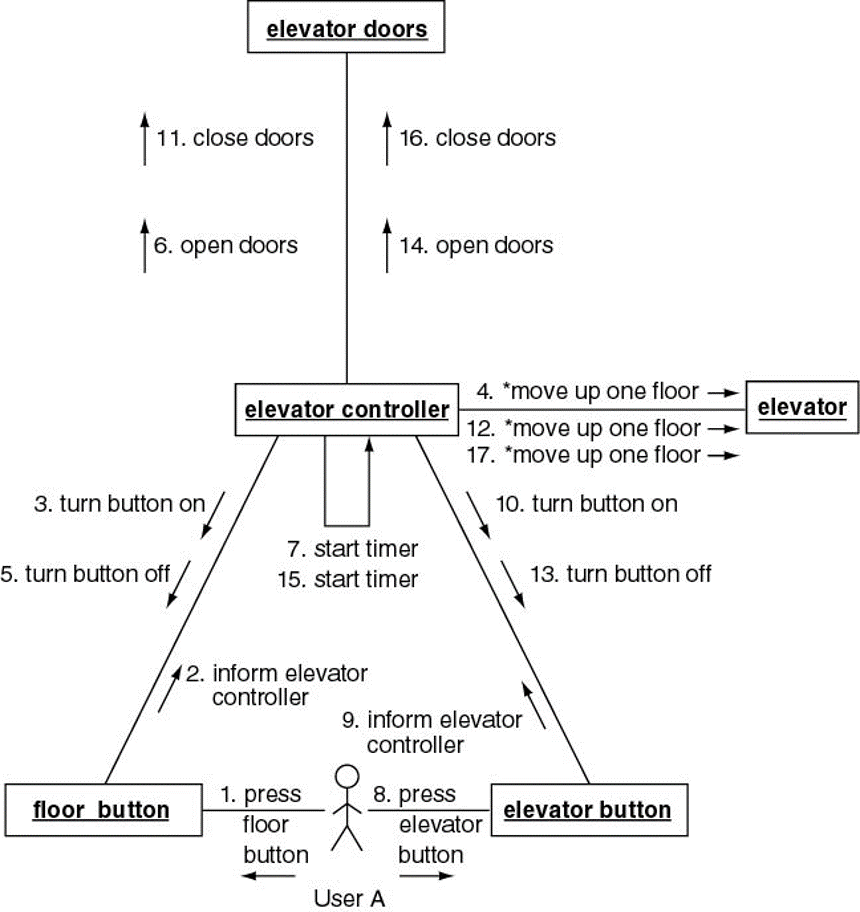 elevator doors
11. close doors
16. close doors
6. open doors
14. open doors
4. *move up one floor
elevator controller
elevator
12. *move up one floor
17. *move up one floor
3. turn button on
10. turn button on
7. start timer
5. turn button off
15. start timer
13. turn button off
2. inform elevator
controller
9. inform elevator
controller
1. press
8. press
floor button
elevator button
floor
elevator
button
button
User A